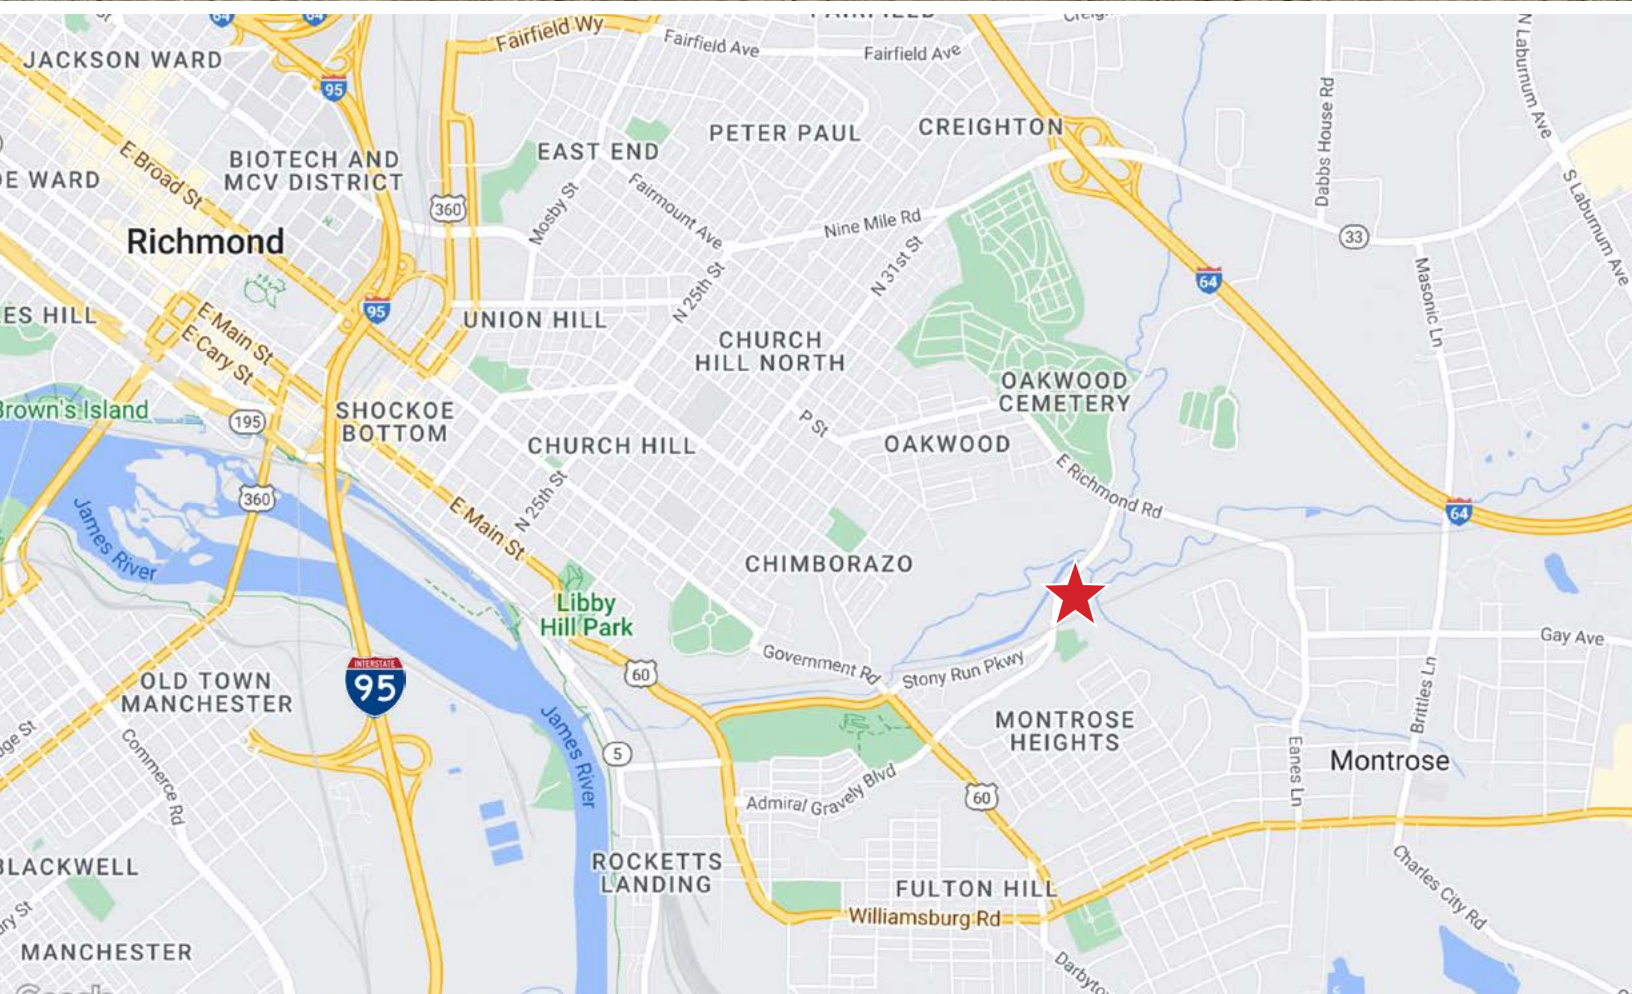 64
64
Fairfield Wy
Fairfield Ave
Fairfield Ave
FAIRFIELD
JACKSON WARD
95
N Laburnum Ave
Dabbs House Rd
E Broad St
BIOTECH AND
MCV DISTRICT
EAST END
PETER PAUL
CREIGHTON
WARD
360
Mosby St
Fairmount Ave
Nine Mile Rd
N 31st St
33
S Laburnum Ave
Richmond
N 25th St
64
Masonic Ln
95
ES HILL
E Main St
E Cary St
UNION HILL
CHURCH
HILL NORTH
OAKWOOD
CEMETERY
Brown's Island
195
SHOCKOE
BOTTOM
P St
CHURCH HILL
OAKWOOD
E Richmond Rd
360
James River
E Main St
N 25th St
64
CHIMBORAZO
Libby
Hill Park
Government Rd
Stony Run Pkwy
Gay Ave
60
INTERSTATE
95
OLD TOWN
MANCHESTER
Brittles Ln
MONTROSE
HEIGHTS
James River
Commerce Rd
5
Eanes Ln
Montrose
Admiral Gravely Blvd
60
ROCKETTS
LANDING
BLACKWELL
FULTON HILL
Williamsburg Rd
Charles City Rd
MANCHESTER